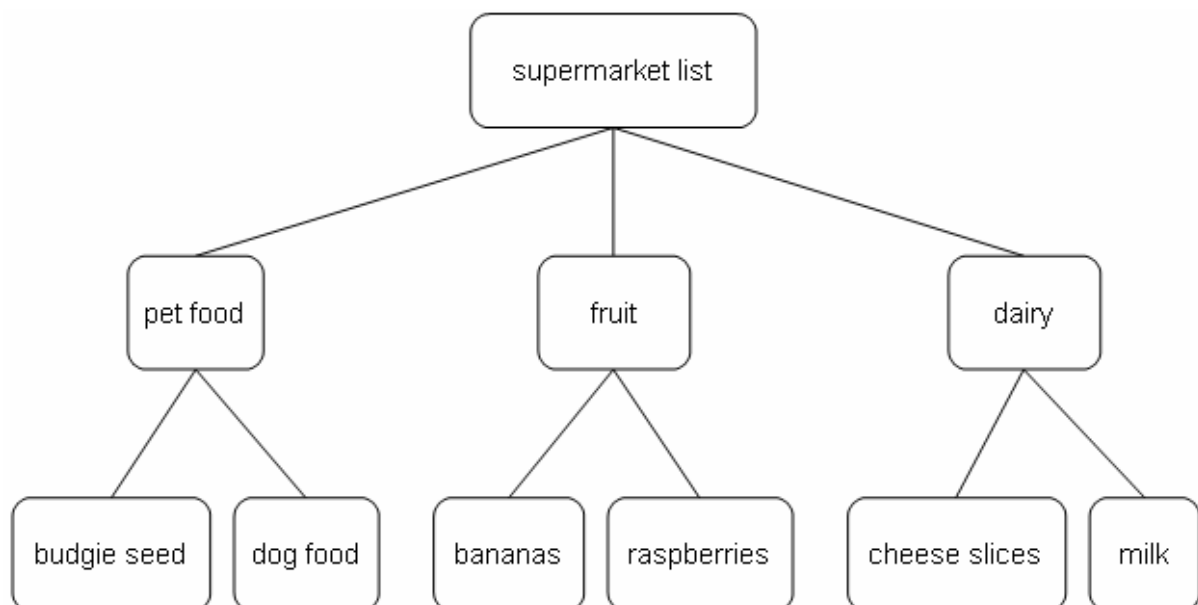 supermarket list
pet food
fruit
dairy
budgie seed
dog food
bananas
raspberries
cheese slices
milk